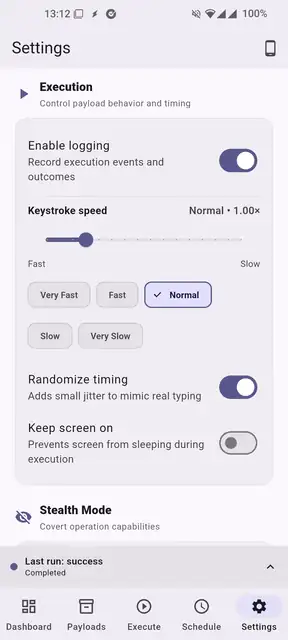 13:12
100%
Settings
Execution
Control payload behavior and timing
Enable logging
Record execution events and
outcomes
Keystroke speed
Normal • 1.00×
Fast
Slow
Very Fast
Fast
Normal
Slow
Very Slow
Randomize timing
Adds small jitter to mimic real typing
Keep screen on
Prevents screen from sleeping during
execution
Stealth Mode
Covert operation capabilities
Last run: success
Completed
Dashboard
Payloads
Execute
Schedule
Settings